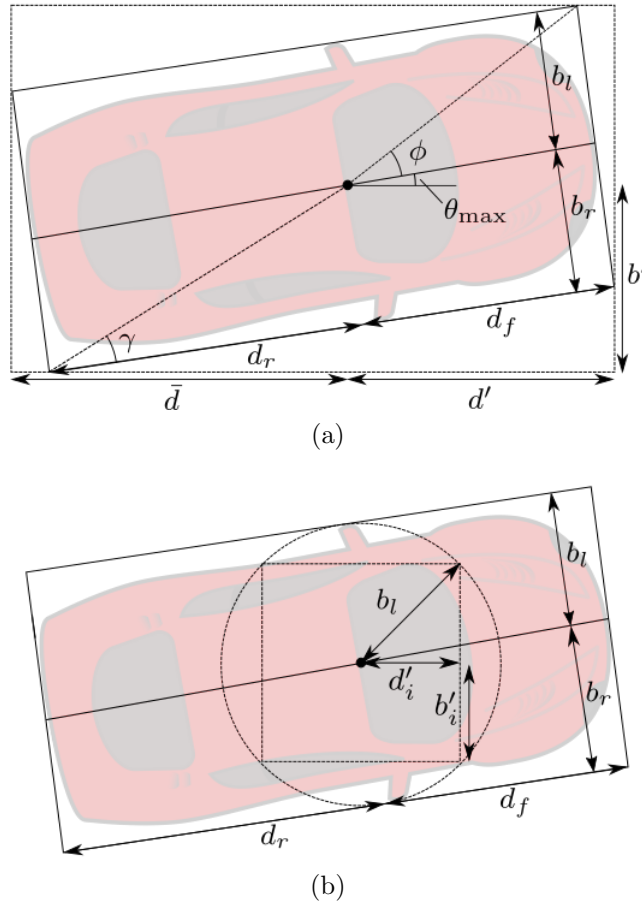 b_l
ϕ
θ_max
b_r
b'
γ
d_r
d_f
d̄
d'
(a)
b_l
b_l
d'_i
b'_i
b_r
d_r
d_f
(b)